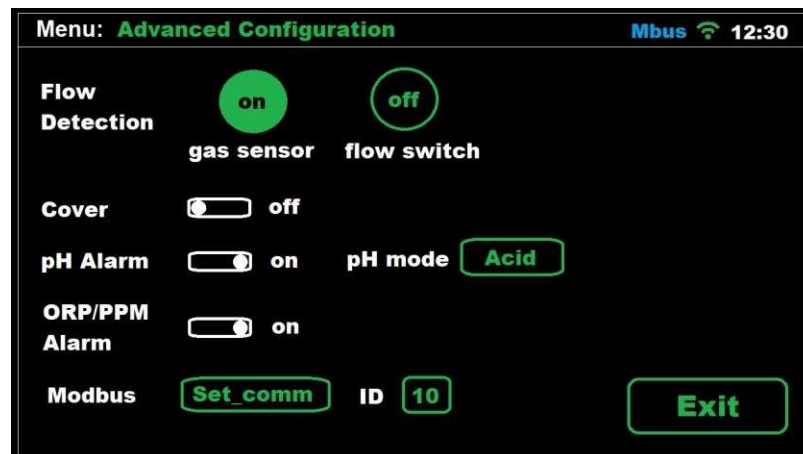 Menu: Advanced Configuration Mbus 12:30
Flow Detection on off
gas sensor flow switch
Cover off
pH Alarm on pH mode Acid
ORP/PPM Alarm on
Modbus Set_comm ID 10
Exit